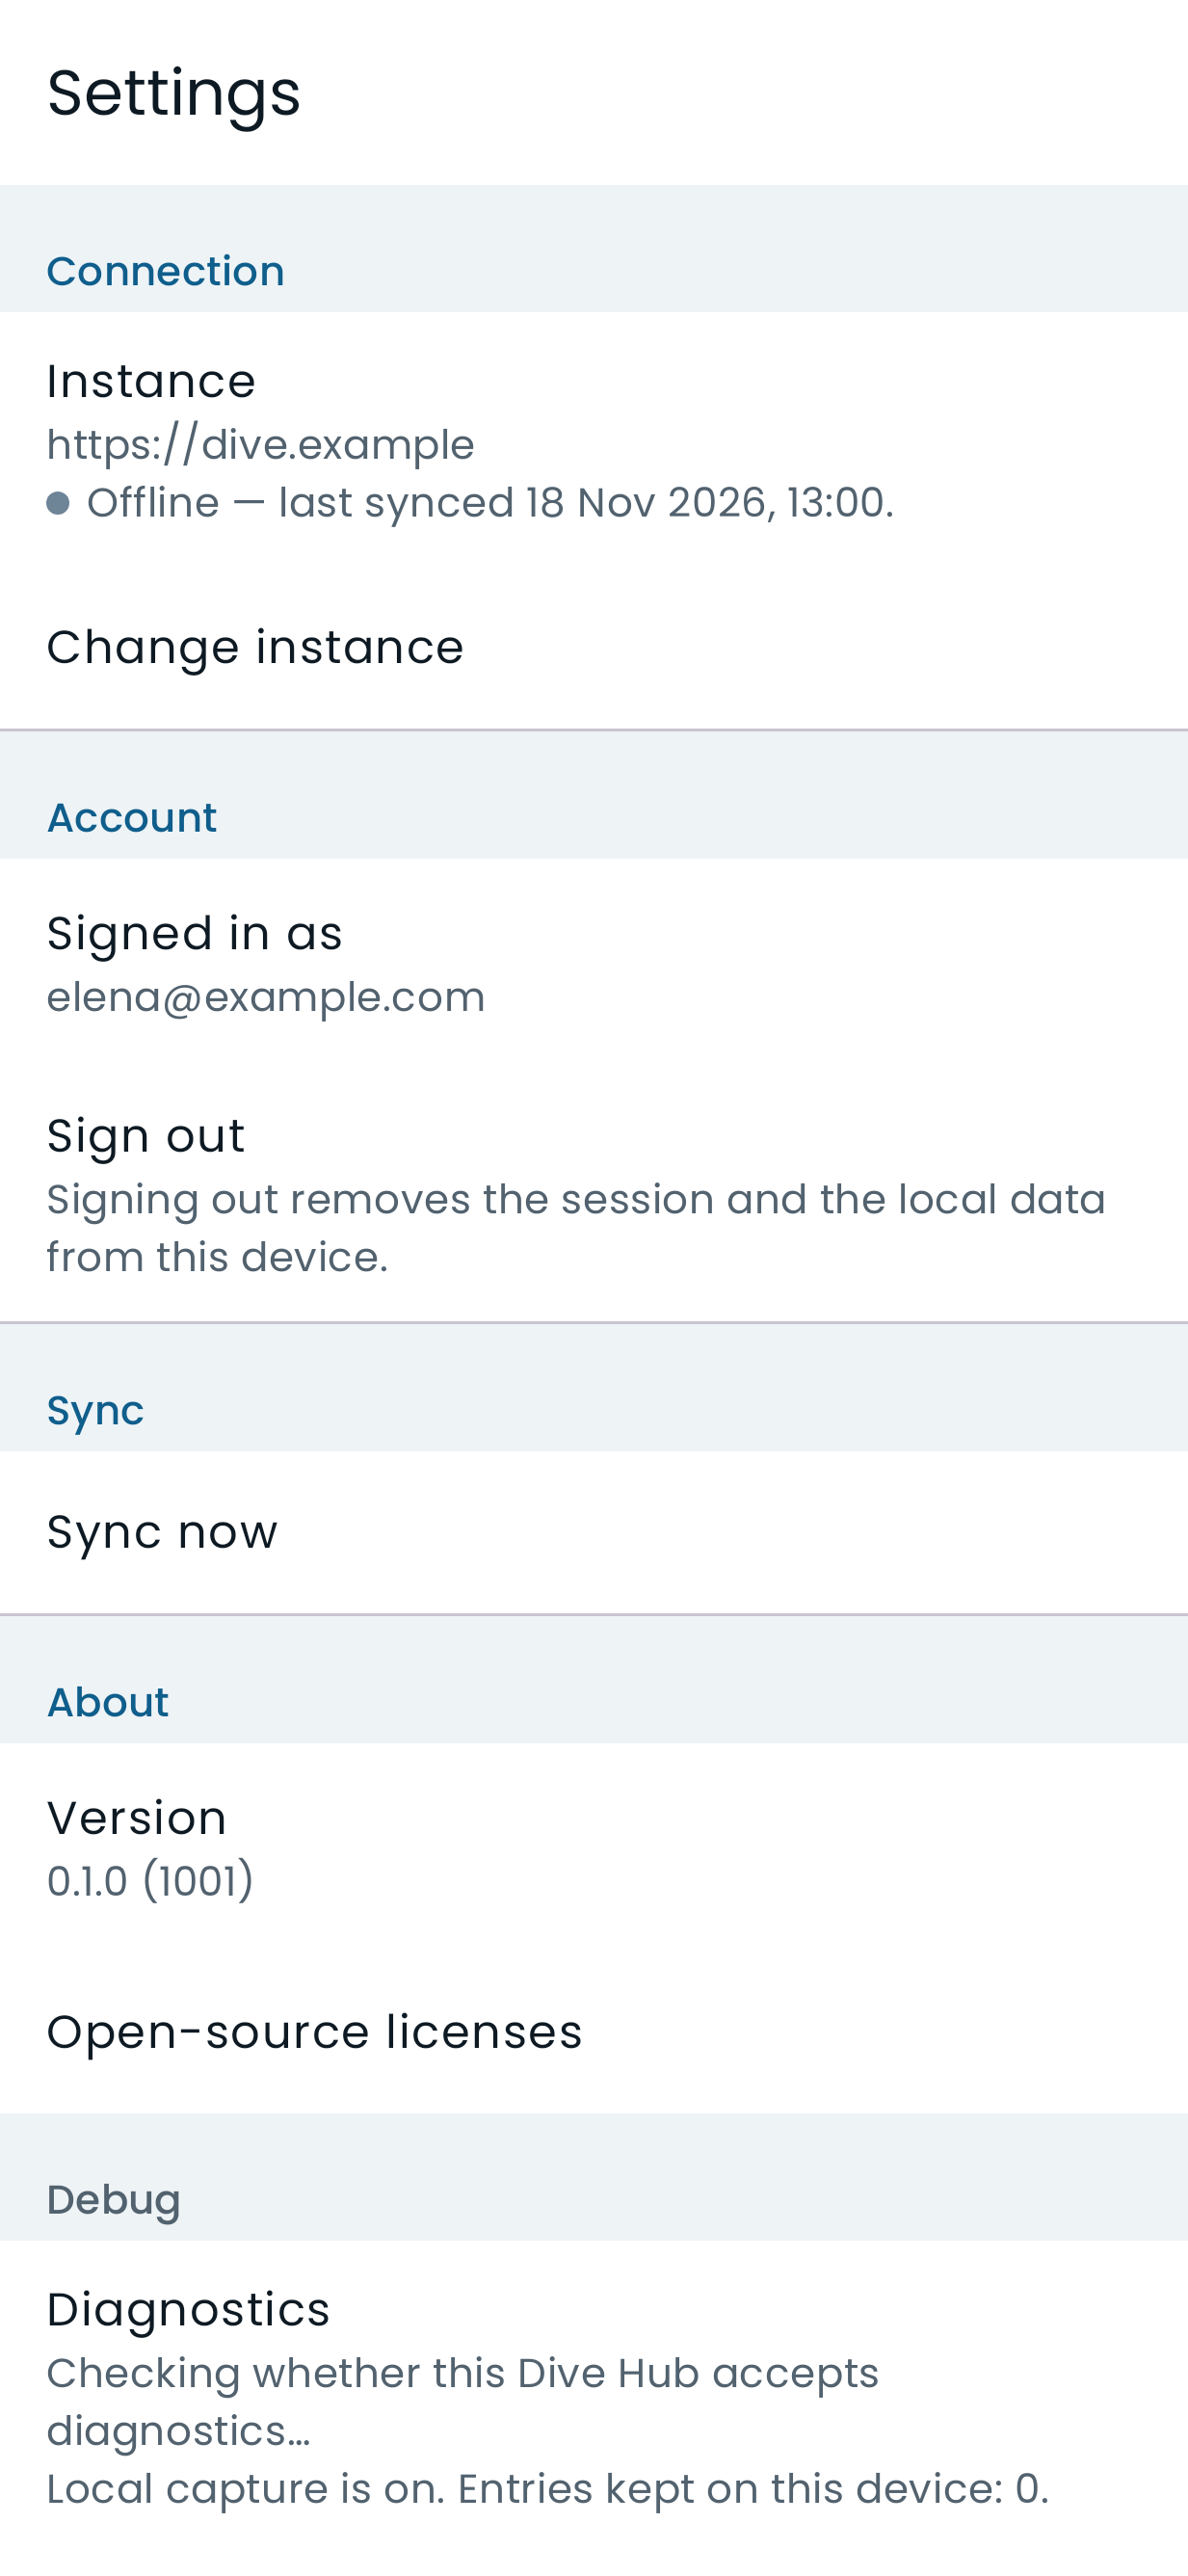 Settings
Connection
Instance
https://dive.example
Offline — last synced 18 Nov 2026, 13:00.
Change instance
Account
Signed in as
elena@example.com
Sign out
Signing out removes the session and the local data
from this device.
Sync
Sync now
About
Version
0.1.0 (1001)
Open-source licenses
Debug
Diagnostics
Checking whether this Dive Hub accepts
diagnostics…
Local capture is on. Entries kept on this device: 0.